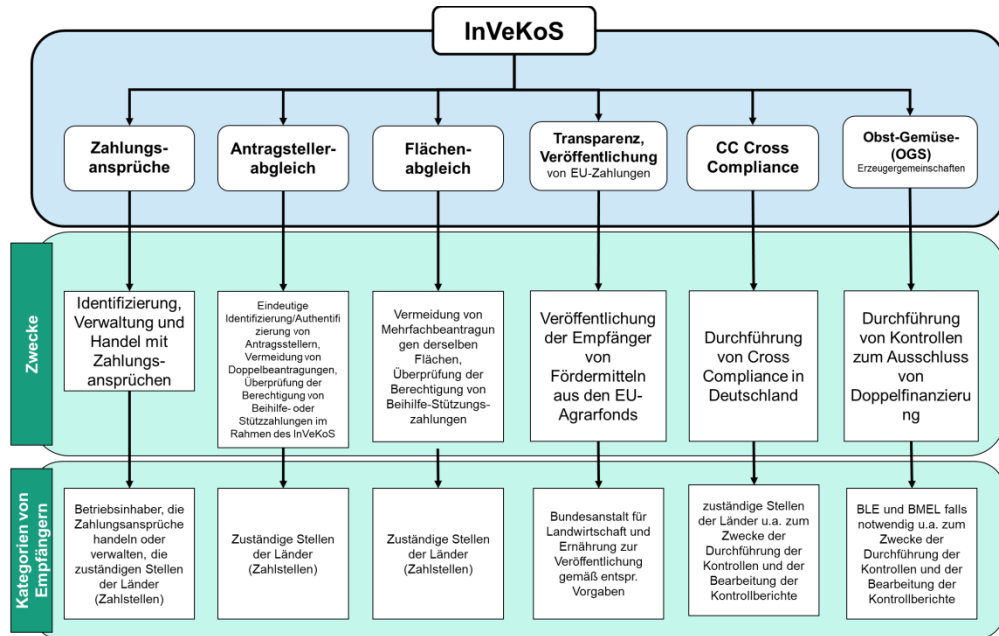 InVeKoS
Zahlungs-
ansprüche
Antragsteller-
abgleich
Flächen-
abgleich
Transparenz,
Veröffentlichung
von EU-Zahlungen
CC Cross
Compliance
Obst-Gemüse-
(OGS)
Erzeugergemeinschaften
Zwecke
Identifizierung,
Verwaltung und
Handel mit
Zahlungs-
ansprüchen
Eindeutige
Identifizierung/Authentifi
zierung von
Antragsstellern,
Vermeidung von
Doppelbeantragungen,
Überprüfung der
Berechtigung von
Beihilfe- oder
Stützzahlungen im
Rahmen des InVeKoS
Vermeidung von
Mehrfachbeantragun
gen derselben
Flächen,
Überprüfung der
Berechtigung von
Beihilfe-Stützungs-
zahlungen
Veröffentlichung
der Empfänger
von
Fördermitteln
aus den EU-
Agrarfonds
Durchführung
von Cross
Compliance in
Deutschland
Durchführung
von Kontrollen
zum Ausschluss
von
Doppelfinanzieru
ng
Kategorien von
Empfängern
Betriebsinhaber, die
Zahlungsansprüche
handeln oder
verwalten, die
zuständigen Stellen
der Länder
(Zahlstellen)
Zuständige Stellen
der Länder
(Zahlstellen)
Zuständige Stellen
der Länder
(Zahlstellen)
Bundesanstalt für
Landwirtschaft und
Ernährung zur
Veröffentlichung
gemäß entspr.
Vorgaben
zuständige Stellen
der Länder u.a. zum
Zwecke der
Durchführung der
Kontrollen und der
Bearbeitung der
Kontrollberichte
BLE und BMEL falls
notwendig u.a. zum
Zwecke der
Durchführung der
Kontrollen und der
Bearbeitung der
Kontrollberichte